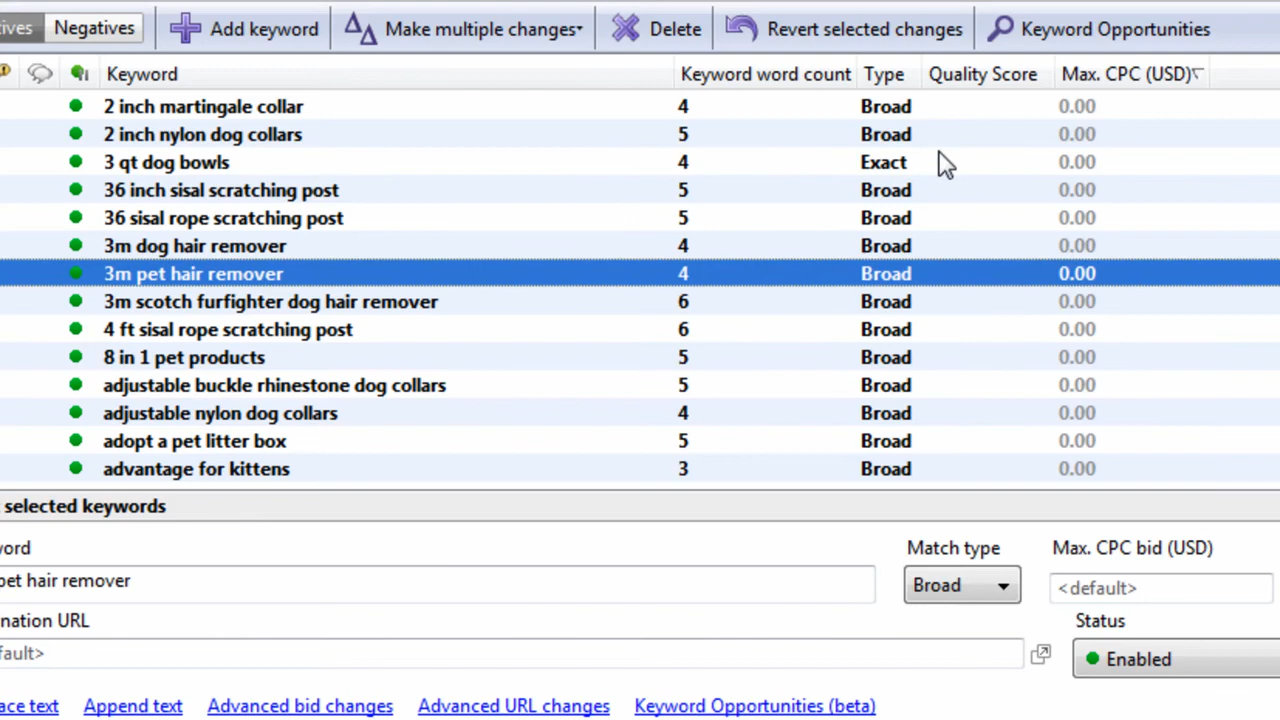 ives Negatives Add keyword Make multiple changes Delete Revert selected changes Keyword Opportunities
Keyword Keyword word count Type Quality Score Max. CPC (USD)
2 inch martingale collar 4 Broad 0.00
2 inch nylon dog collars 5 Broad 0.00
3 qt dog bowls 4 Exact 0.00
36 inch sisal scratching post 5 Broad 0.00
36 sisal rope scratching post 5 Broad 0.00
3m dog hair remover 4 Broad 0.00
3m pet hair remover 4 Broad 0.00
3m scotch furfighter dog hair remover 6 Broad 0.00
4 ft sisal rope scratching post 6 Broad 0.00
8 in 1 pet products 5 Broad 0.00
adjustable buckle rhinestone dog collars 5 Broad 0.00
adjustable nylon dog collars 4 Broad 0.00
adopt a pet litter box 5 Broad 0.00
advantage for kittens 3 Broad 0.00
selected keywords
ord Match type Max. CPC bid (USD)
pet hair remover Broad <default>
nation URL Status
fault> Enabled
ace text Append text Advanced bid changes Advanced URL changes Keyword Opportunities (beta)